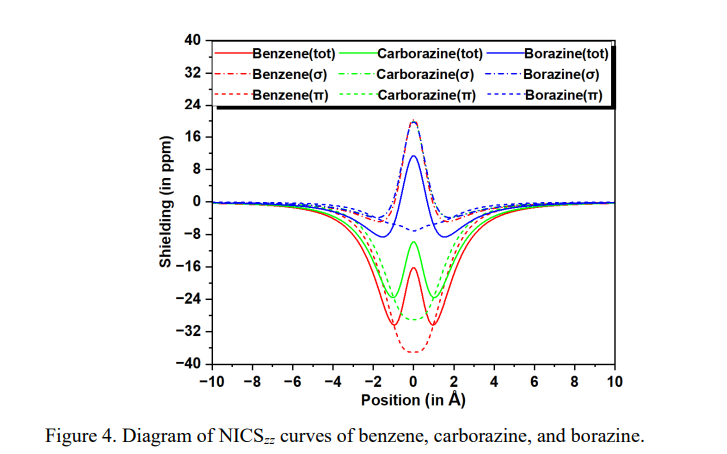 40
32
24
16
8
0
−8
−16
−24
−32
−40
Shielding (in ppm)
Benzene(tot) Carborazine(tot) Borazine(tot)
Benzene(σ) Carborazine(σ) Borazine(σ)
Benzene(π) Carborazine(π) Borazine(π)
−10 −8 −6 −4 −2 0 2 4 6 8 10
Position (in Å)
Figure 4. Diagram of NICSzz curves of benzene, carborazine, and borazine.